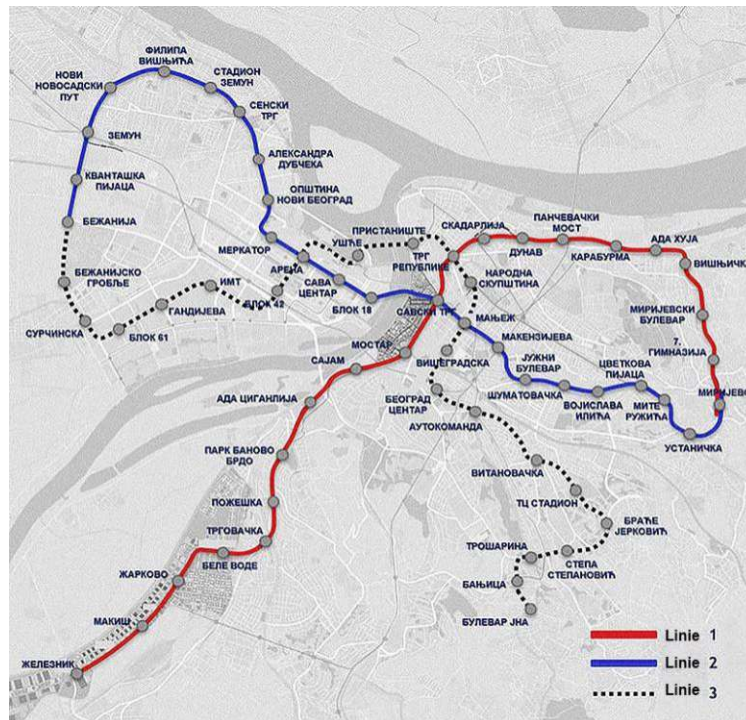 ФИЛИПА
ВИШЊИЋА
НОВИ
НОВОСАДСКИ
ПУТ
СТАДИОН
ЗЕМУН
СЕНСКИ
ТРГ
ЗЕМУН
АЛЕКСАНДРА
ДУБЧЕКА
КВАНТАШКА
ПИЈАЦА
ОПШТИНА
НОВИ БЕОГРАД
БЕЖАНИЈА
МЕРКАТОР
УШЋЕ
ПРИСТАНИШТЕ
СКАДАРЛИЈА
ПАНЧЕВАЧКИ
МОСТ
ДУНАВ
КАРАБУРМА
АДА ХУЈА
ВИШЊИЧКА
ТРГ
РЕПУБЛИКЕ
АРЕНА
САВА
ЦЕНТАР
НАРОДНА
СКУПШТИНА
БЕЖАНИЈСКО
ГРОБЉЕ
ИМТ
БЛОК 42
БЛОК 18
САВСКИ ТРГ
МАЊЕЖ
МИРИЈЕВСКИ
БУЛЕВАР
ГАНДИЈЕВА
СУРЧИНСКА
БЛОК 61
МОСТАР
МАКЕНЗИЈЕВА
7.
ГИМНАЗИЈА
ВИШЕГРАДСКА
ЈУЖНИ
БУЛЕВАР
ЦВЕТКОВА
ПИЈАЦА
САЈАМ
МИРИЈЕВО
БЕОГРАД
ЦЕНТАР
ШУМАТОВАЧКА
ВОЈИСЛАВА
ИЛИЋА
МИТЕ
РУЖИЋА
АДА ЦИГАНЛИЈА
АУТОКОМАНДА
УСТАНИЧКА
ПАРК БАНОВО
БРДО
ВИТАНОВАЧКА
ТЦ СТАДИОН
ПОЖЕШКА
БРАЋЕ
ЈЕРКОВИЋ
ТРГОВАЧКА
БЕЛЕ ВОДЕ
ТРОШАРИНА
СТЕПА
СТЕПАНОВИЋ
ЖАРКОВО
БАЊИЦА
МАКИШ
БУЛЕВАР ЈНА
ЖЕЛЕЗНИК
Linie 1
Linie 2
Linie 3